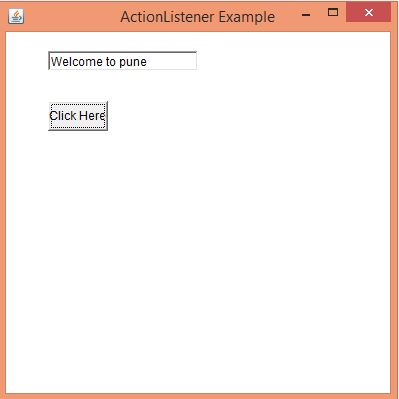 ActionListener Example
Welcome to pune
Click Here